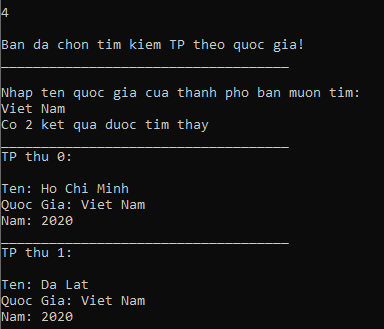 4
Ban da chon tim kiem TP theo quoc gia!
____________________________________
Nhap ten quoc gia cua thanh pho ban muon tim:
Viet Nam
Co 2 ket qua duoc tim thay
____________________________________
TP thu 0:
Ten: Ho Chi Minh
Quoc Gia: Viet Nam
Nam: 2020
____________________________________
TP thu 1:
Ten: Da Lat
Quoc Gia: Viet Nam
Nam: 2020